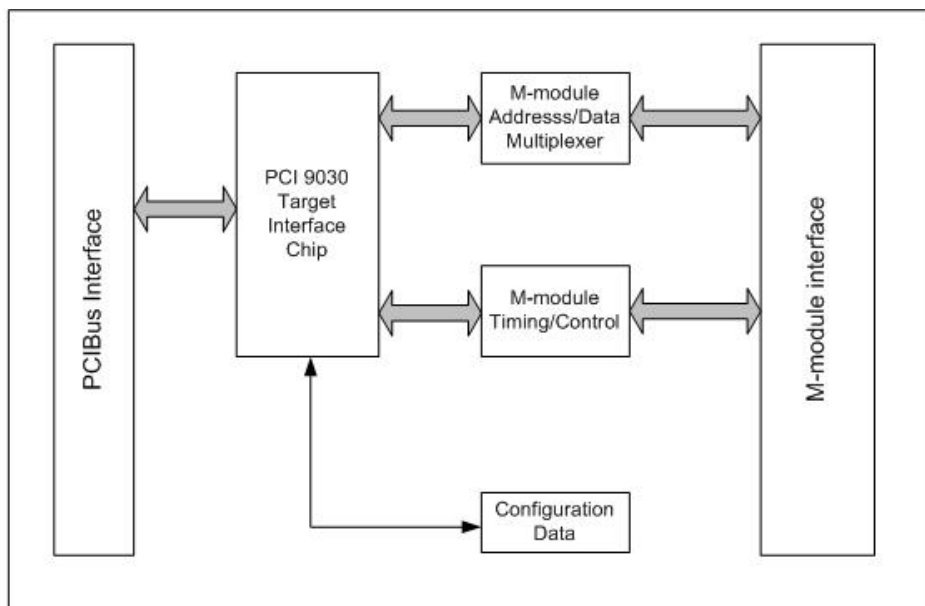 PCIBus Interface
PCI 9030
Target
Interface
Chip
M-module
Addresss/Data
Multiplexer
M-module
Timing/Control
Configuration
Data
M-module interface